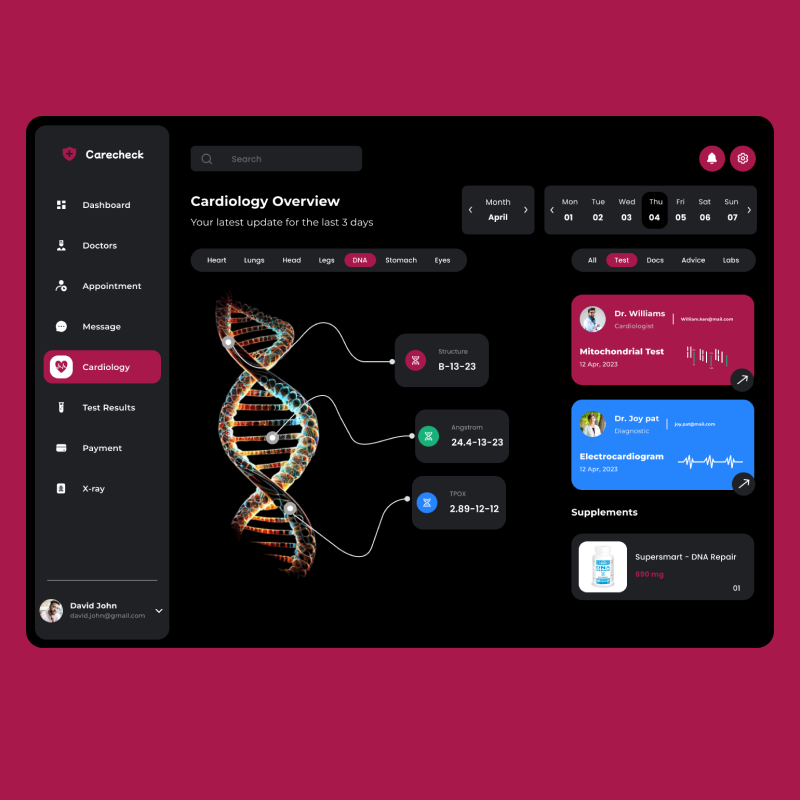 Carecheck
Dashboard
Doctors
Appointment
Message
Cardiology
Test Results
Payment
X-ray
David John
david.john@gmail.com
Search
Cardiology Overview
Your latest update for the last 3 days
Month
April
Mon Tue Wed Thu Fri Sat Sun
01 02 03 04 05 06 07
Heart Lungs Head Legs DNA Stomach Eyes
All Test Docs Advice Labs
Structure
B-13-23
Angstrom
24.4-13-23
TPOX
2.89-12-12
Dr. Williams
William.kan@mail.com
Cardiologist
Mitochondrial Test
12 Apr, 2023
Dr. Joy pat
joy.pat@mail.com
Diagnostic
Electrocardiogram
12 Apr, 2023
Supplements
DNA
Supersmart - DNA Repair
690 mg
01